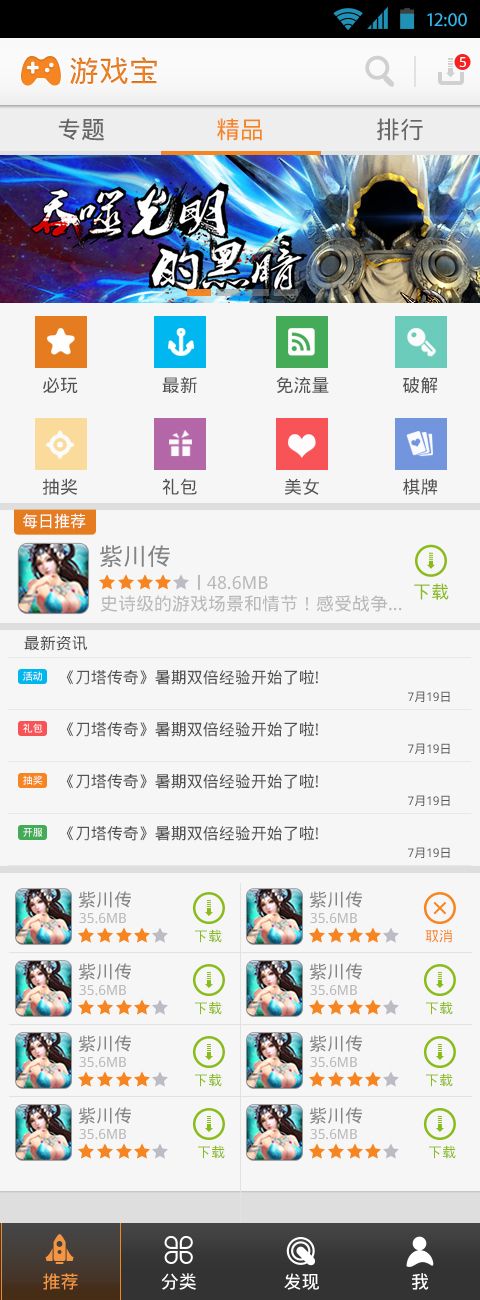 12:00
游戏宝
5
专题 精品 排行
吞噬光明
的黑暗
必玩 最新 免流量 破解
抽奖 礼包 美女 棋牌
每日推荐
紫川传
48.6MB
史诗级的游戏场景和情节！感受战争...
下载
最新资讯
活动 《刀塔传奇》暑期双倍经验开始了啦!
7月19日
礼包 《刀塔传奇》暑期双倍经验开始了啦!
7月19日
抽奖 《刀塔传奇》暑期双倍经验开始了啦!
7月19日
开服 《刀塔传奇》暑期双倍经验开始了啦!
7月19日
紫川传 紫川传
35.6MB 35.6MB
下载 取消
紫川传 紫川传
35.6MB 35.6MB
下载 下载
紫川传 紫川传
35.6MB 35.6MB
下载 下载
紫川传 紫川传
35.6MB 35.6MB
下载 下载
推荐 分类 发现 我